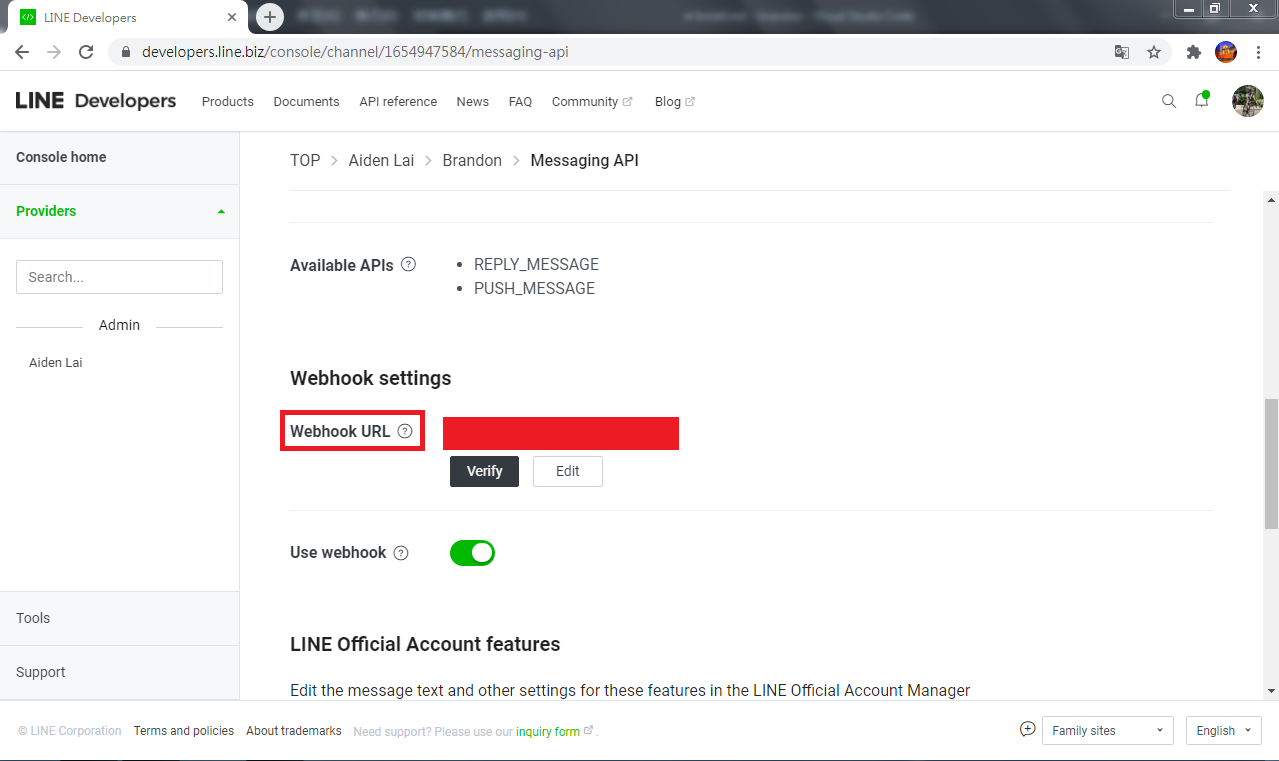 LINE Developers
developers.line.biz/console/channel/1654947584/messaging-api
LINE Developers Products Documents API reference News FAQ Community Blog
Console home
Providers
Search...
Admin
Aiden Lai
Tools
Support
TOP > Aiden Lai > Brandon > Messaging API
Available APIs ?
• REPLY_MESSAGE
• PUSH_MESSAGE
Webhook settings
Webhook URL ?
Verify Edit
Use webhook ?
LINE Official Account features
Edit the message text and other settings for these features in the LINE Official Account Manager
© LINE Corporation Terms and policies About trademarks Need support? Please use our inquiry form .
Family sites English